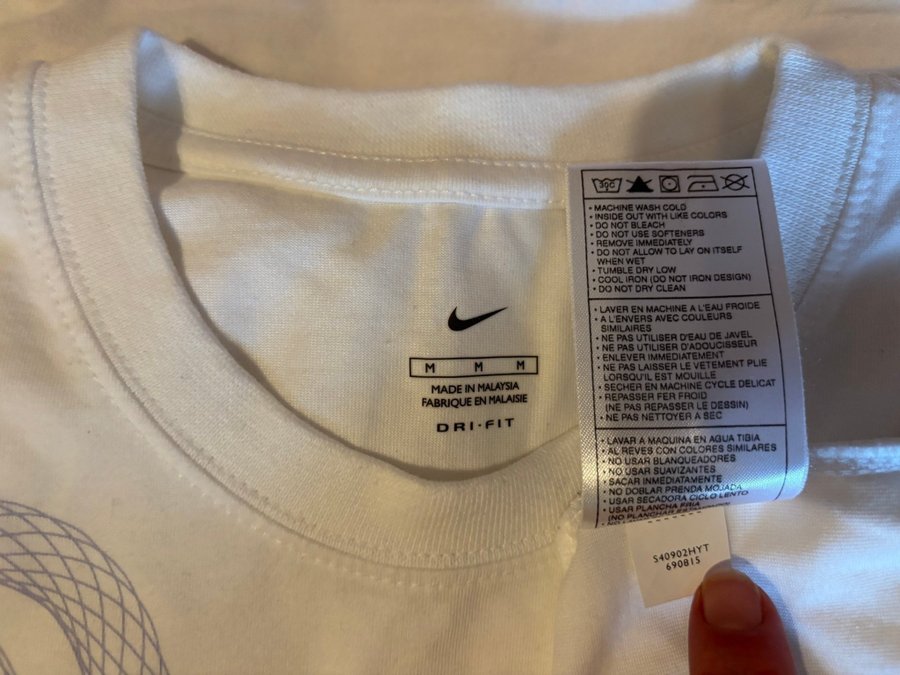 M M M
MADE IN MALAYSIA
FABRIQUE EN MALAISIE
DRI-FIT
30C
• MACHINE WASH COLD
• INSIDE OUT WITH LIKE COLORS
• DO NOT BLEACH
• DO NOT USE SOFTENERS
• REMOVE IMMEDIATELY
• DO NOT ALLOW TO LAY ON ITSELF
WHEN WET
• TUMBLE DRY LOW
• COOL IRON (DO NOT IRON DESIGN)
• DO NOT DRY CLEAN
• LAVER EN MACHINE A L'EAU FROIDE
• A L'ENVERS AVEC COULEURS
SIMILAIRES
• NE PAS UTILISER D'EAU DE JAVEL
• NE PAS UTILISER D'ADOUCISSEUR
• ENLEVER IMMEDIATEMENT
• NE PAS LAISSER LE VETEMENT PLIE
LORSQU'IL EST MOUILLE
• SECHER EN MACHINE CYCLE DELICAT
• REPASSER FER FROID
(NE PAS REPASSER LE DESSIN)
• NE PAS NETTOYER A SEC
• LAVAR A MAQUINA EN AGUA TIBIA
• AL REVES CON COLORES SIMILARES
• NO USAR BLANQUEADORES
• NO USAR SUAVIZANTES
• SACAR INMEDIATAMENTE
• NO DOBLAR PRENDA MOJADA
• USAR SECADORA CICLO LENTO
• USAR PLANCHA FRIA
(NO PLANCHAR
S40902HYT
690815